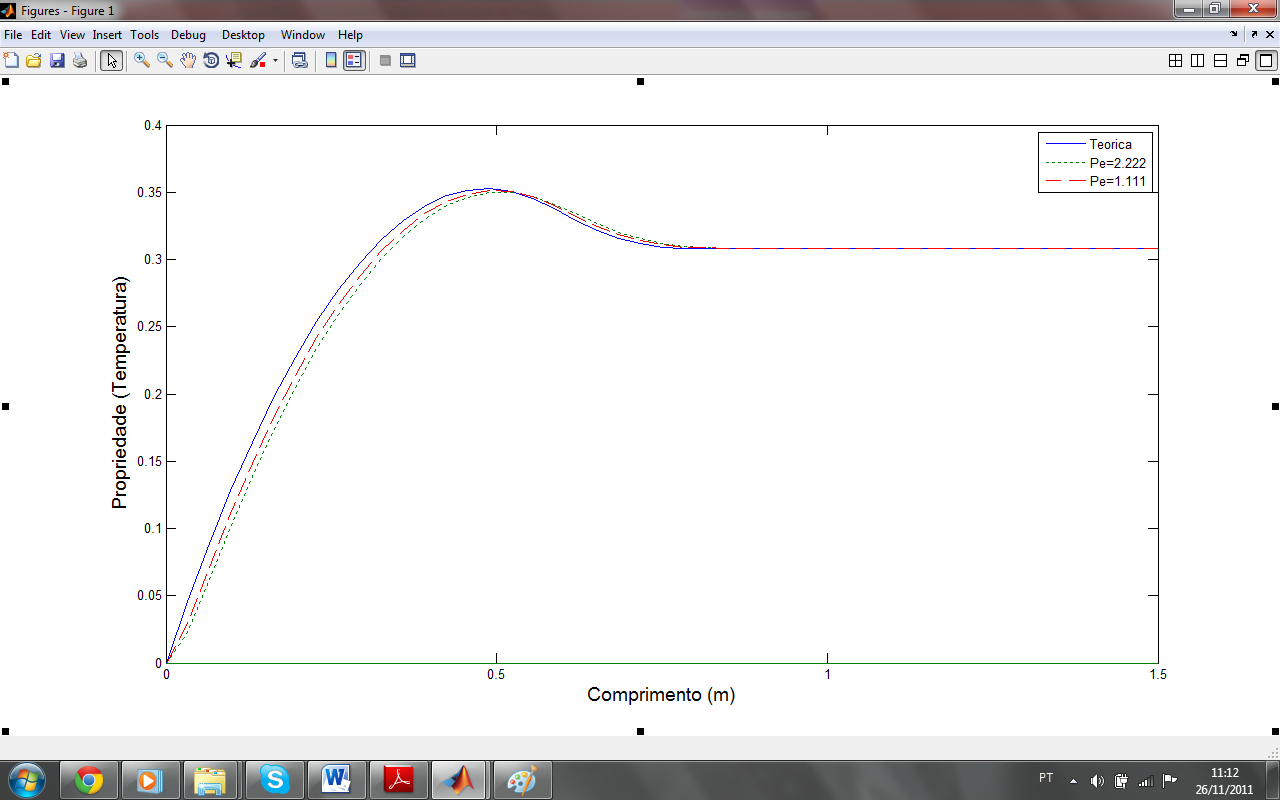 Figures - Figure 1
File Edit View Insert Tools Debug Desktop Window Help
0.4
0.35
0.3
0.25
0.2
0.15
0.1
0.05
0
Propriedade (Temperatura)
Teorica
Pe=2.222
Pe=1.111
0 0.5 1 1.5
Comprimento (m)
PT
11:12
26/11/2011